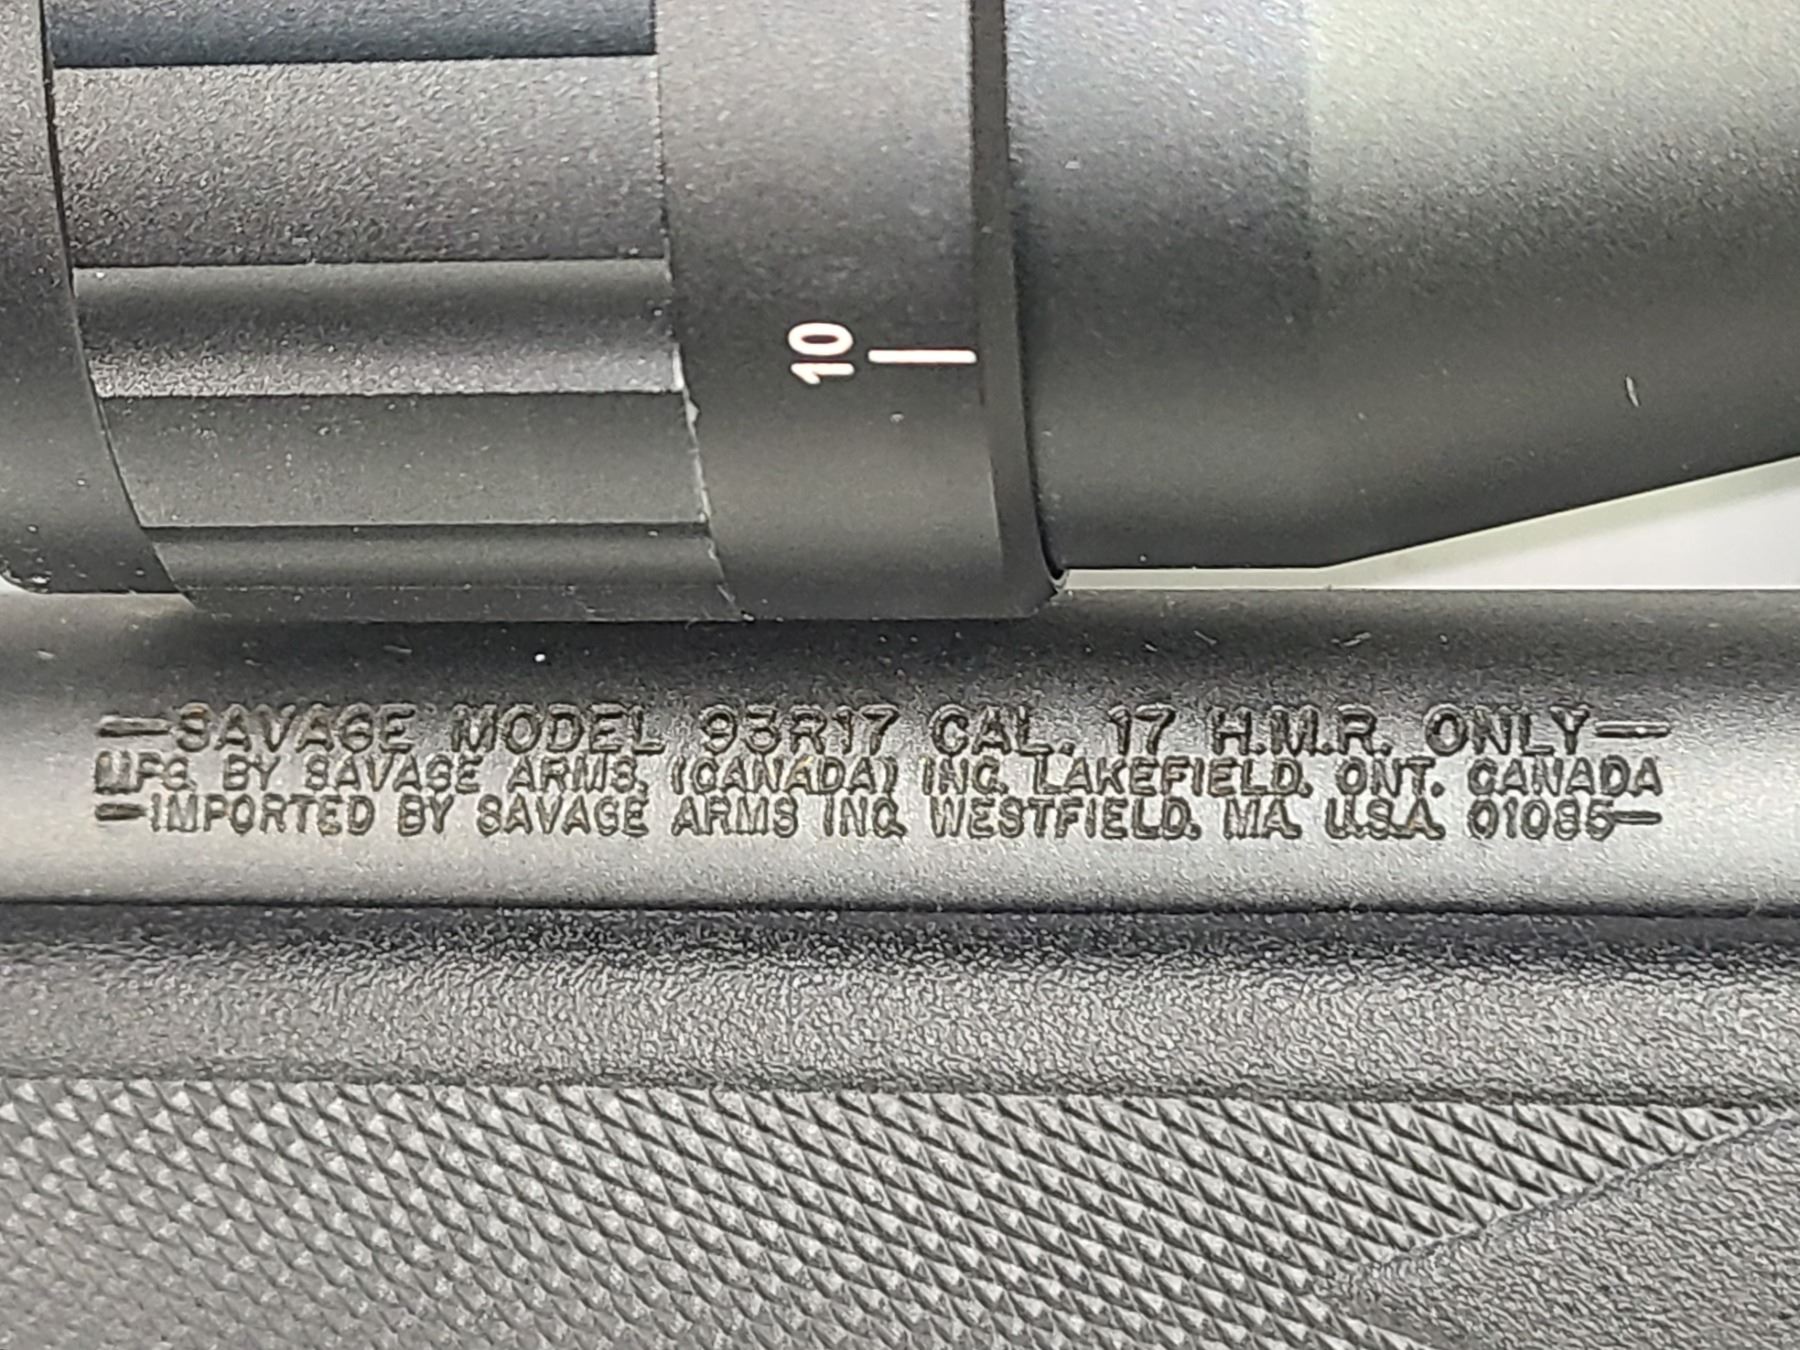 10
—SAVAGE MODEL 93R17 CAL. 17 H.M.R. ONLY—
MFG. BY SAVAGE ARMS, (CANADA) INC. LAKEFIELD, ONT. CANADA
—IMPORTED BY SAVAGE ARMS INC. WESTFIELD, MA. U.S.A. 01085—